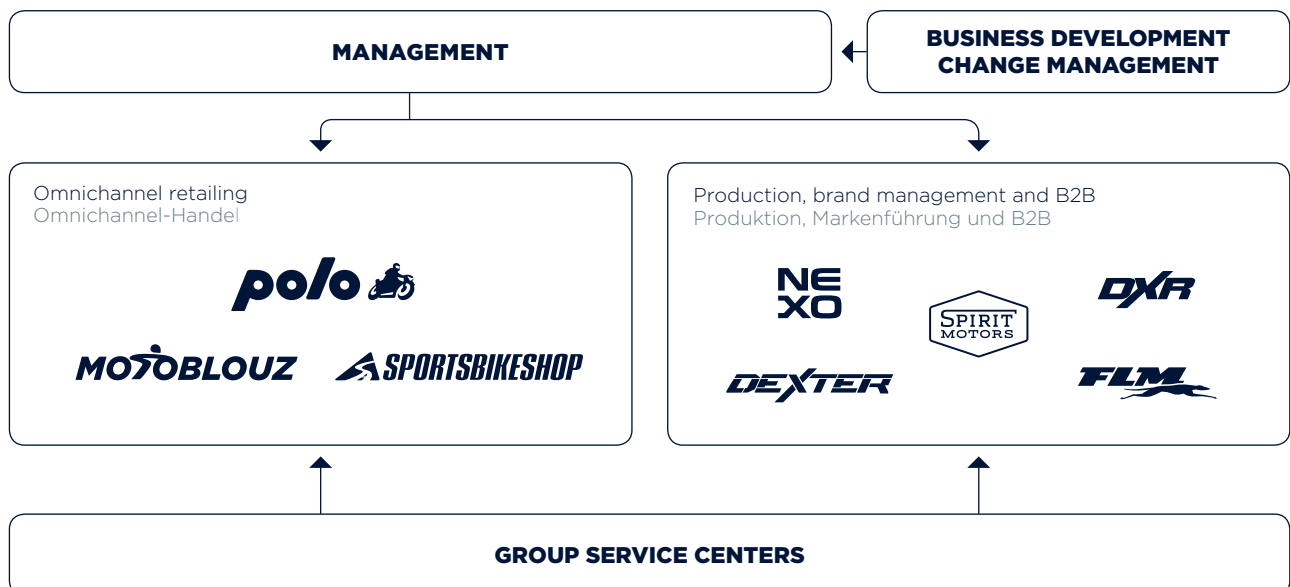 MANAGEMENT
BUSINESS DEVELOPMENT
CHANGE MANAGEMENT
Omnichannel retailing
Omnichannel-Handel
polo
MOTOBLOUZ
SPORTSBIKESHOP
Production, brand management and B2B
Produktion, Markenführung und B2B
NE
XO
SPIRIT
MOTORS
DXR
DEXTER
FLM
GROUP SERVICE CENTERS